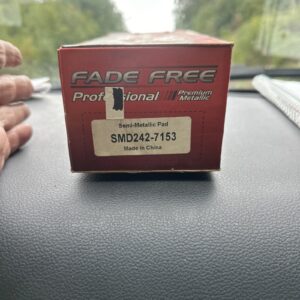 FADE FREE
Professional Premium
Metallic
Semi-Metallic Pad
SMD242-7153
Made in China